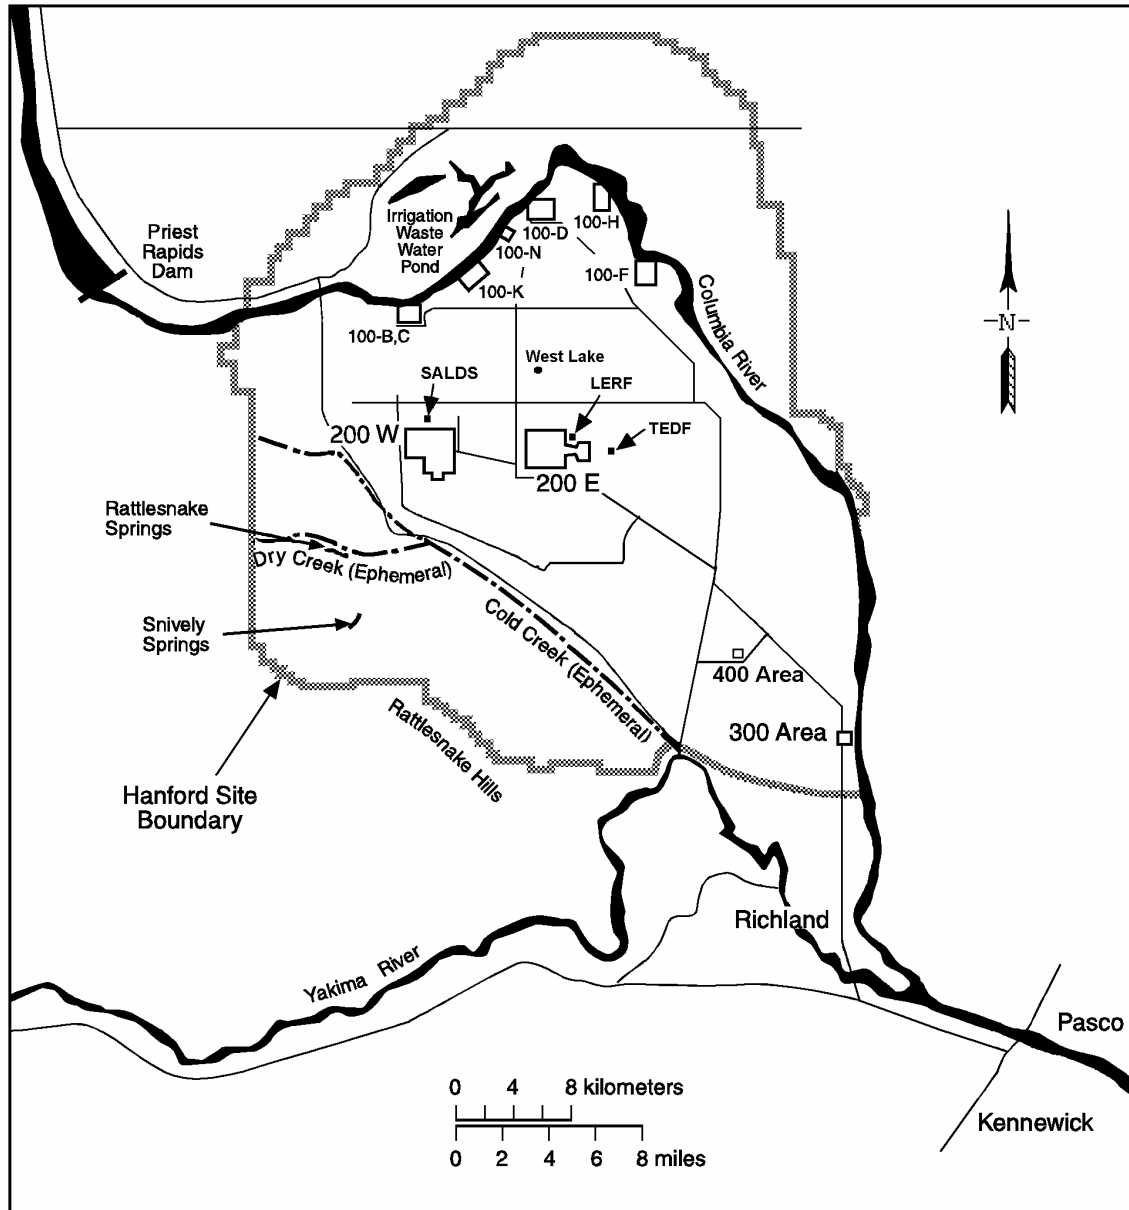 Priest
Rapids
Dam
Irrigation
Waste
Water
Pond
100-H
100-D
100-N
100-F
100-K
100-B,C
Columbia River
N
West Lake
SALDS
LERF
200 W
TEDF
200 E
Rattlesnake
Springs
Dry Creek (Ephemeral)
Snively
Springs
Cold Creek (Ephemeral)
400 Area
300 Area
Rattlesnake Hills
Hanford Site
Boundary
Richland
Yakima River
Pasco
Kennewick
0 4 8 kilometers
0 2 4 6 8 miles